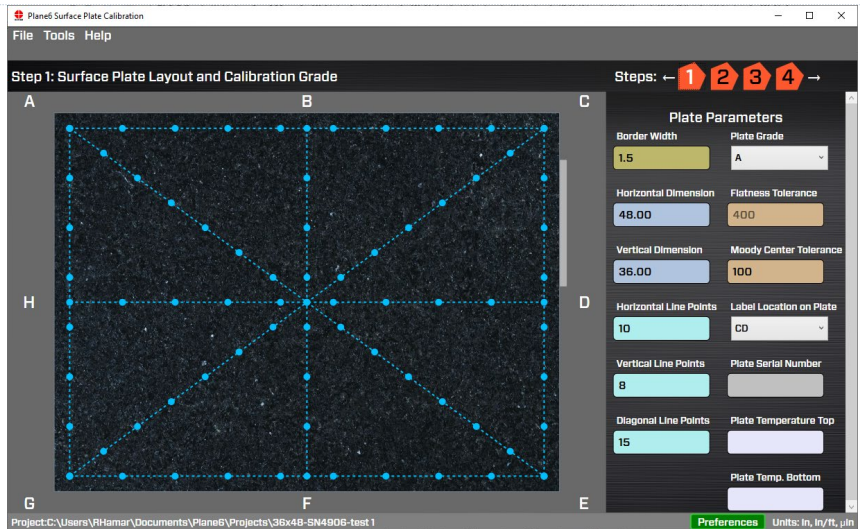 Plane6 Surface Plate Calibration
File Tools Help
Step 1: Surface Plate Layout and Calibration Grade
Steps: ← 1 2 3 4 →
A B C
H D
G F E
Plate Parameters
Border Width Plate Grade
1.5 A
Horizontal Dimension Flatness Tolerance
48.00 400
Vertical Dimension Moody Center Tolerance
36.00 100
Horizontal Line Points Label Location on Plate
10 CD
Vertical Line Points Plate Serial Number
8
Diagonal Line Points Plate Temperature Top
15
Plate Temp. Bottom
Project:C:\Users\RHamar\Documents\Plane6\Projects\36x48-SN4906-test 1
Preferences Units: in, in/ft, µin